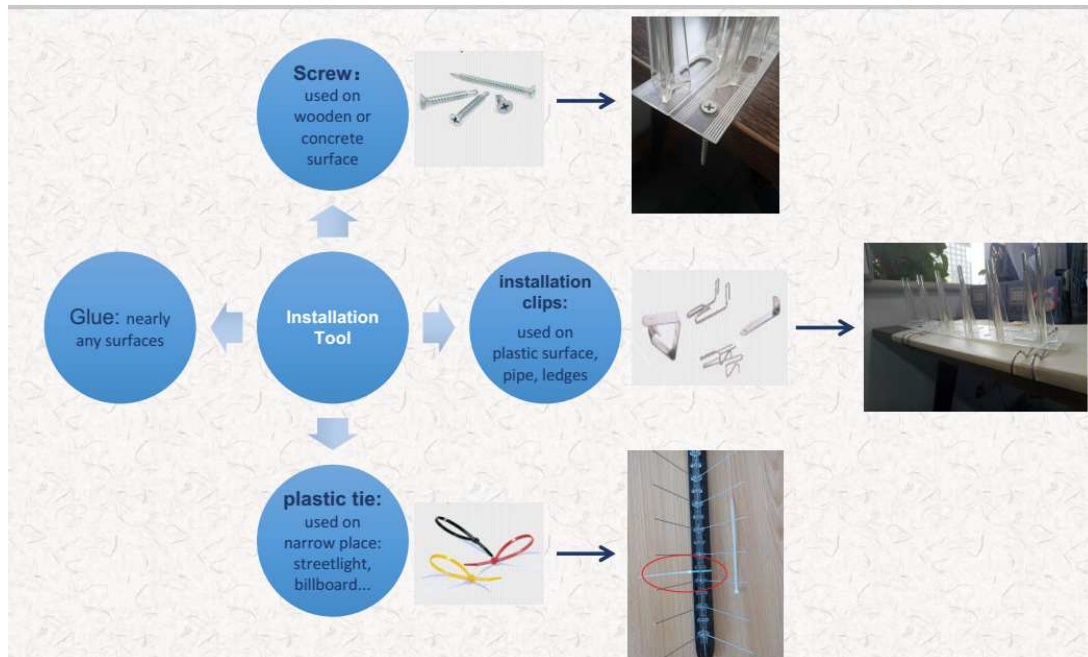 Screw：
used on
wooden or
concrete
surface
Glue: nearly
any surfaces
Installation
Tool
installation
clips:
used on
plastic surface,
pipe, ledges
plastic tie:
used on
narrow place:
streetlight,
billboard...